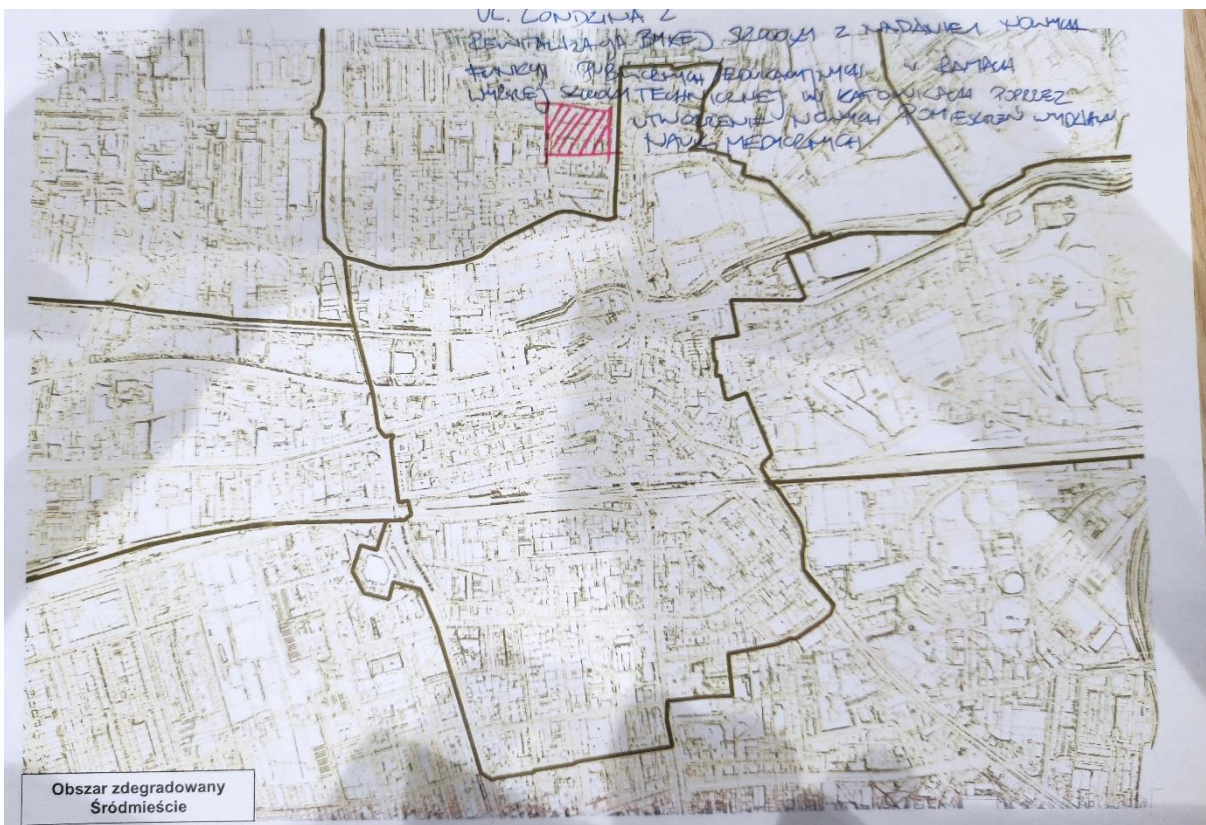 UL. LONDZINA 2
REWITALIZACJA BYŁEJ SZKOŁY Z NADANIEM NOWYCH
FUNKCJI PUBLICZNYCH EDUKACYJNYCH W RAMACH
WYŻSZEJ SZKOŁY TECHNICZNEJ W KATOWICACH POPRZEZ
UTWORZENIE NOWYCH POMIESZCZEŃ WYDZIAŁU
NAUK MEDYCZNYCH
Obszar zdegradowany
Śródmieście